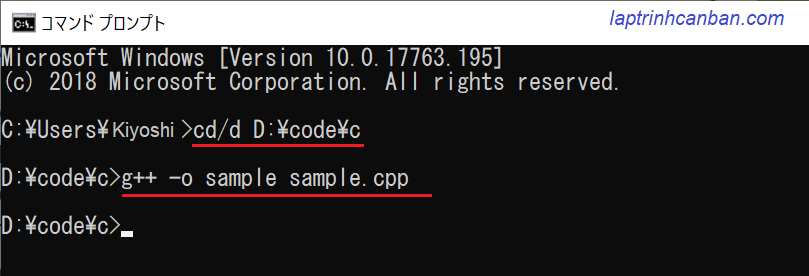 コマンド プロンプト
laptrinhcanban.com
Microsoft Windows [Version 10.0.17763.195]
(c) 2018 Microsoft Corporation. All rights reserved.
C:¥Users¥Kiyoshi >cd/d D:¥code¥c
D:¥code¥c>g++ -o sample sample.cpp
D:¥code¥c>